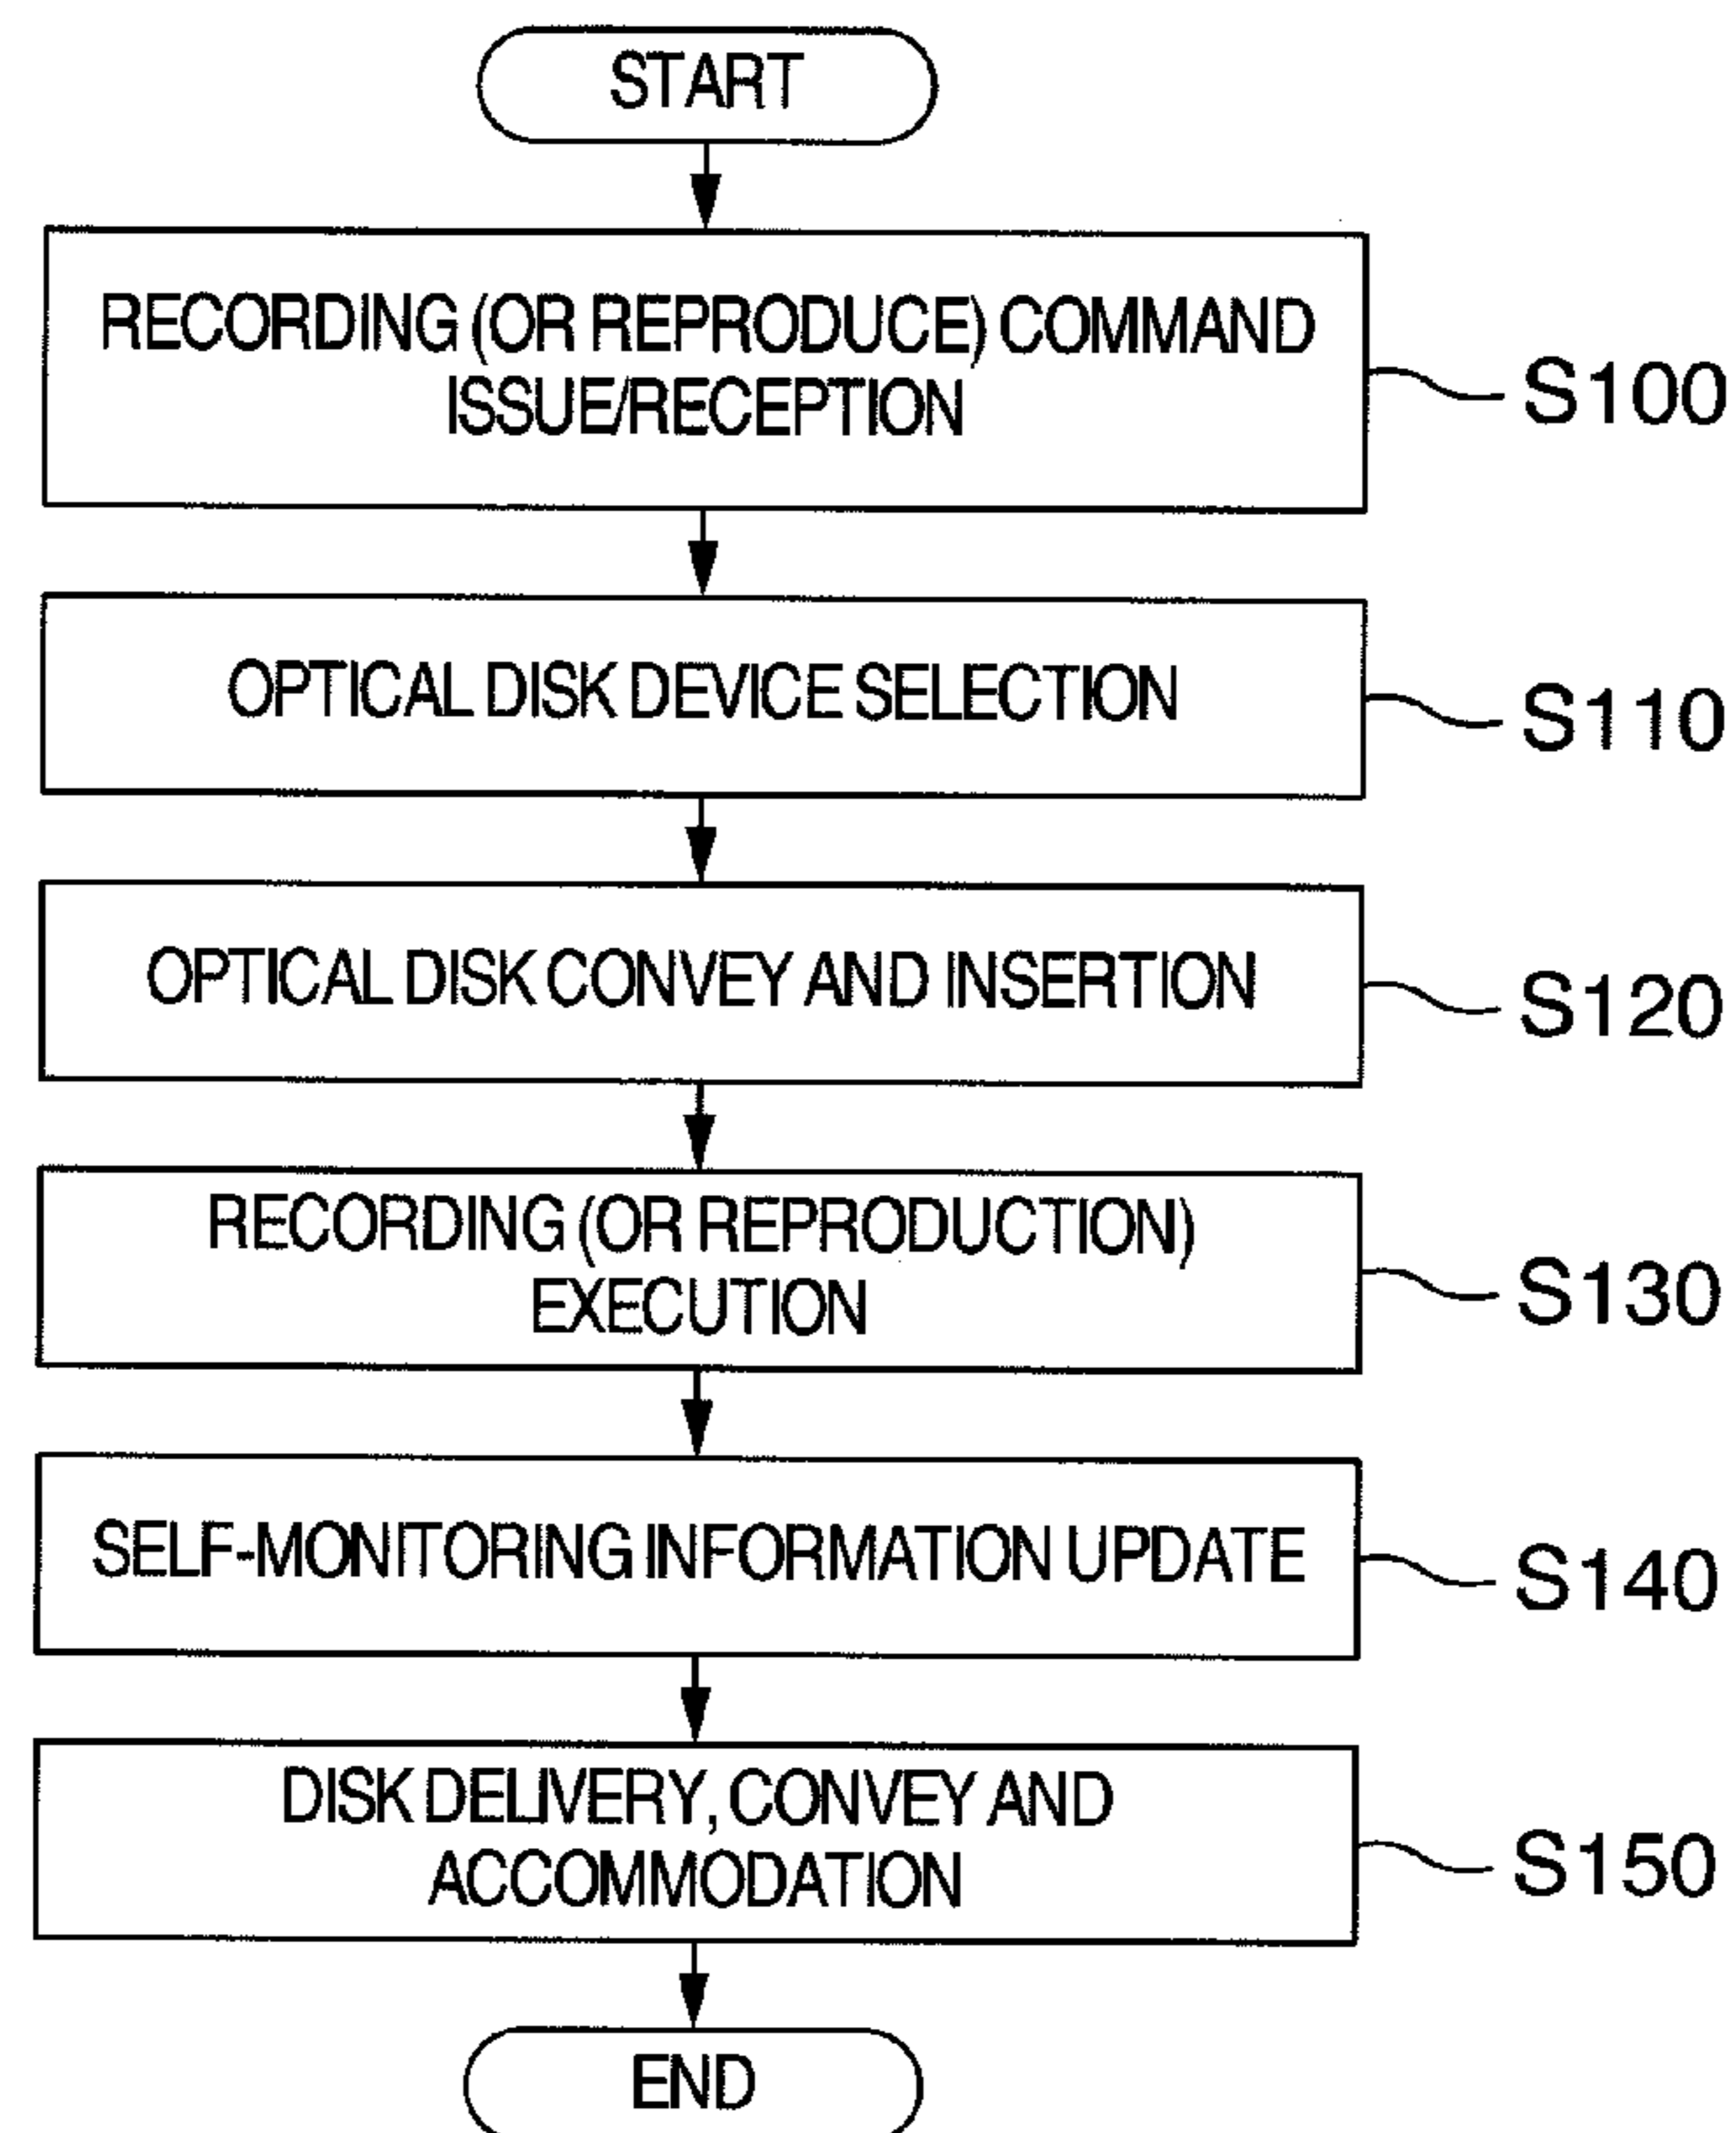 START
RECORDING (OR REPRODUCE) COMMAND
ISSUE/RECEPTION
S100
OPTICAL DISK DEVICE SELECTION
S110
OPTICAL DISK CONVEY AND INSERTION
S120
RECORDING (OR REPRODUCTION)
EXECUTION
S130
SELF-MONITORING INFORMATION UPDATE
S140
DISK DELIVERY, CONVEY AND
ACCOMMODATION
S150
END